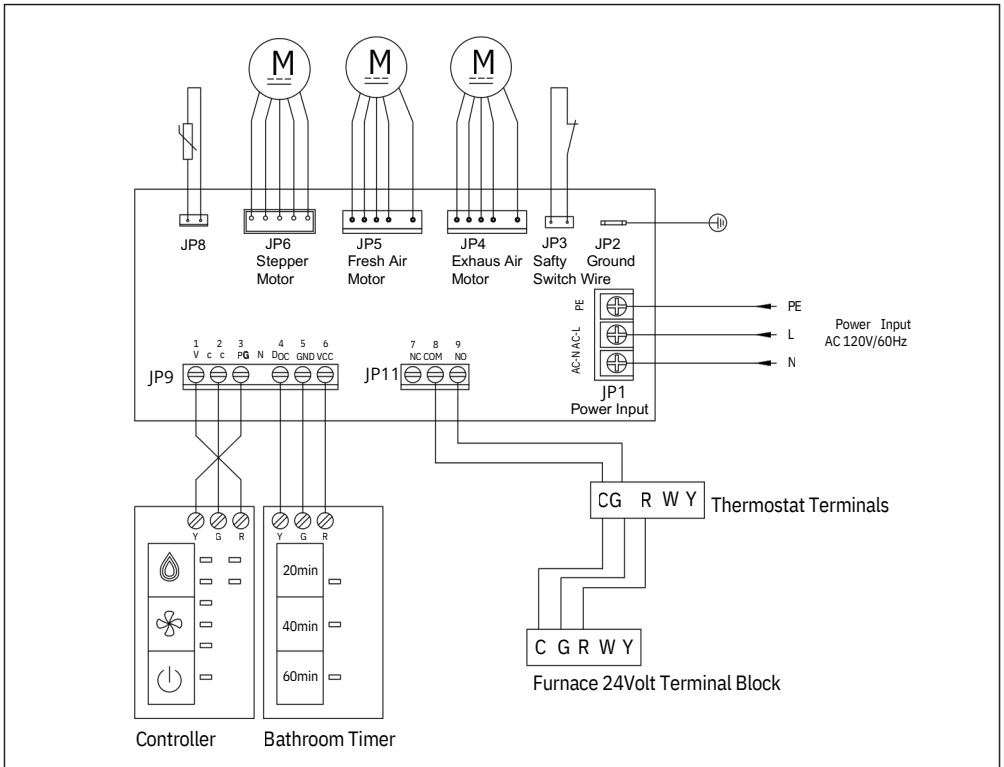 M M M
JP8 JP6 JP5 JP4 JP3 JP2
Stepper Fresh Air Exhaus Air Safty Ground
Motor Motor Motor Switch Wire
PE
AC-L
AC-N
JP1
Power Input
PE
L
N
Power Input
AC 120V/60Hz
1 2 3 4 5 6
V c c PG N D OC GND VCC
JP9
7 8 9
NC COM NO
JP11
CG R W Y
Thermostat Terminals
C G R W Y
Furnace 24Volt Terminal Block
Y G R
Controller
Y G R
20min
40min
60min
Bathroom Timer